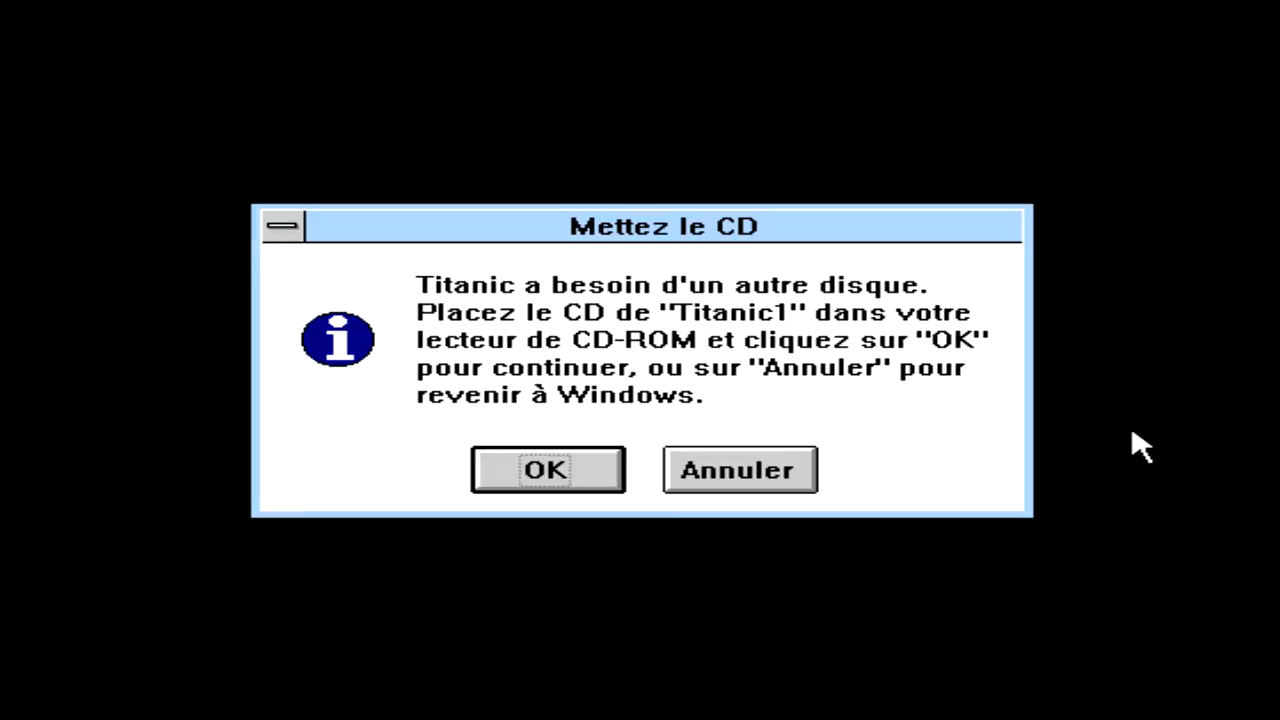 Mettez le CD
Titanic a besoin d'un autre disque.
Placez le CD de "Titanic1" dans votre
lecteur de CD-ROM et cliquez sur "OK"
pour continuer, ou sur "Annuler" pour
revenir à Windows.
OK
Annuler